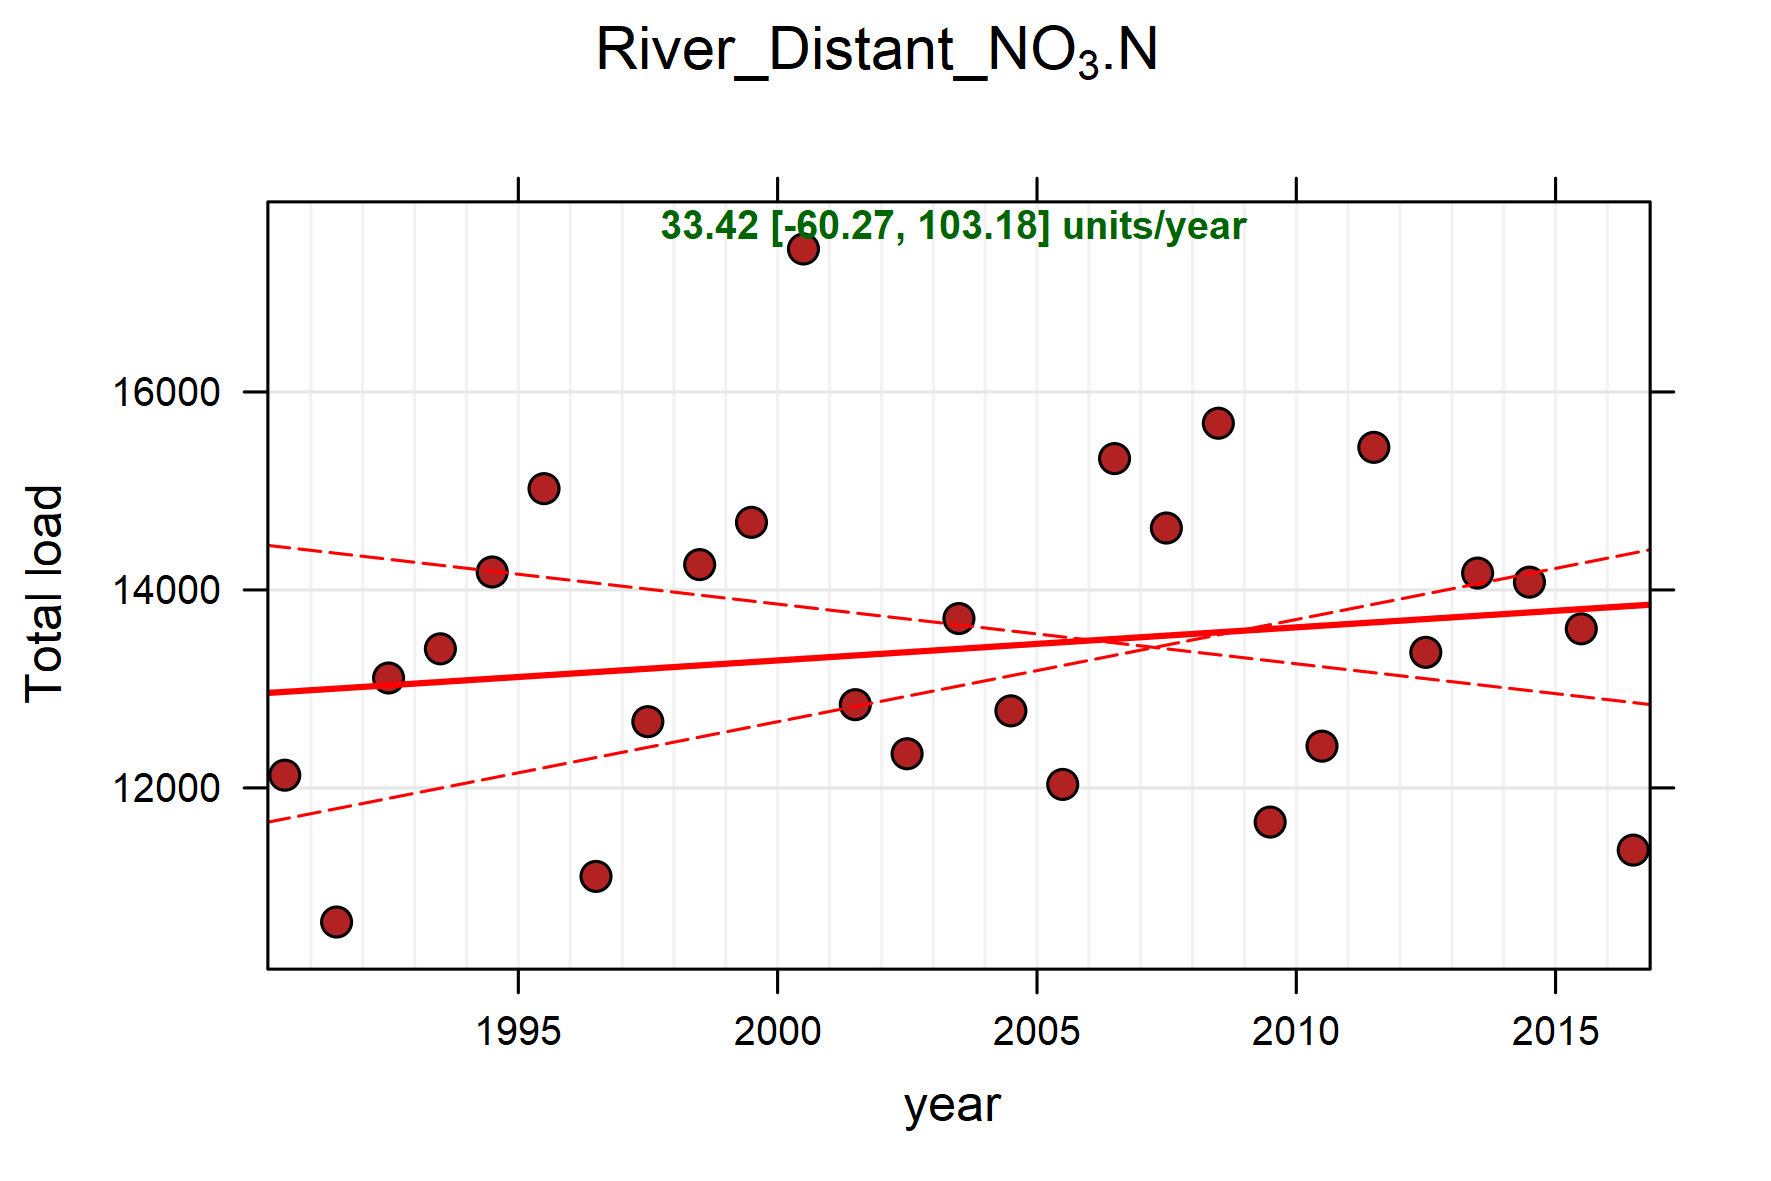 River_Distant_NO₃.N
33.42 [-60.27, 103.18] units/year
Total load
16000
14000
12000
1995 2000 2005 2010 2015
year